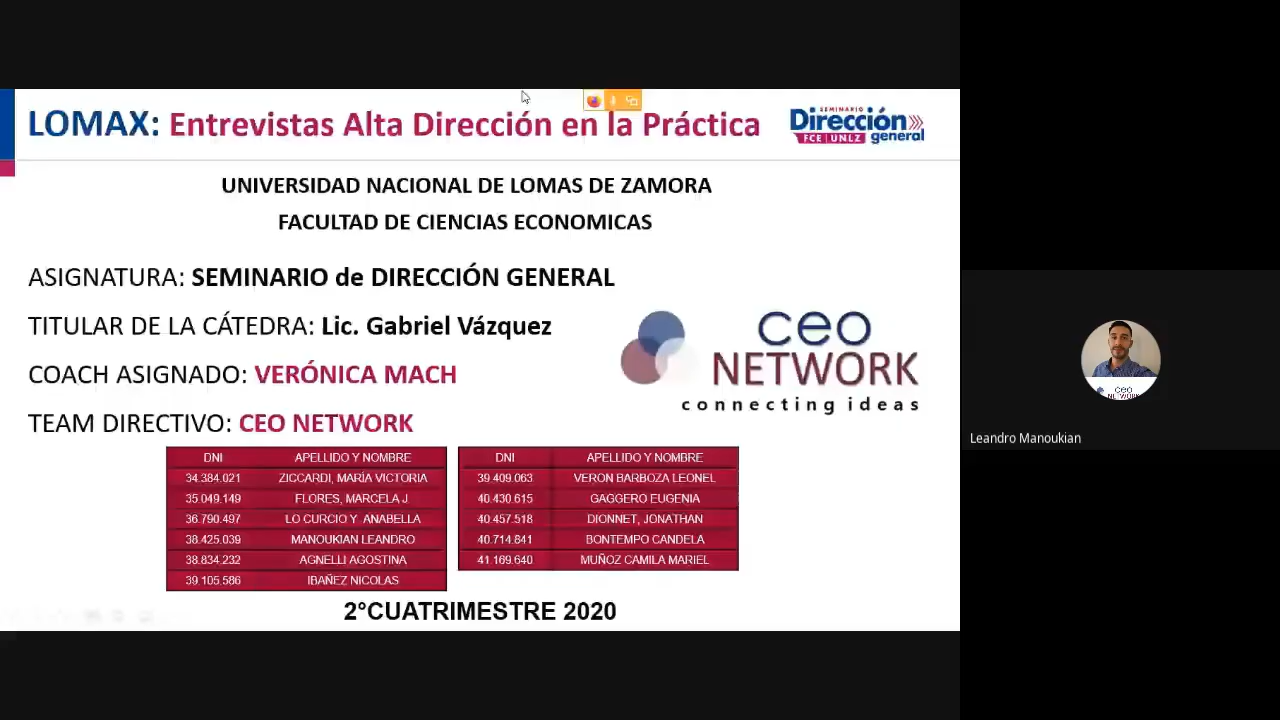 LOMAX: Entrevistas Alta Dirección en la Práctica
SEMINARIO
Dirección
general
FCE UNLZ
UNIVERSIDAD NACIONAL DE LOMAS DE ZAMORA
FACULTAD DE CIENCIAS ECONOMICAS
ASIGNATURA: SEMINARIO de DIRECCIÓN GENERAL
TITULAR DE LA CÁTEDRA: Lic. Gabriel Vázquez
COACH ASIGNADO: VERÓNICA MACH
TEAM DIRECTIVO: CEO NETWORK
ceo
NETWORK
connecting ideas
DNI APELLIDO Y NOMBRE
34.384.021 ZICCARDI, MARÍA VICTORIA
35.049.149 FLORES, MARCELA J
36.790.497 LO CURCIO Y ANABELLA
38.425.039 MANOUKIAN LEANDRO
38.834.232 AGNELLI AGOSTINA
39.105.586 IBAÑEZ NICOLAS
DNI APELLIDO Y NOMBRE
39.409.063 VERON BARBOZA LEONEL
40.430.615 GAGGERO EUGENIA
40.457.518 DIONNET, JONATHAN
40.714.841 BONTEMPO CANDELA
41.169.640 MUÑOZ CAMILA MARIEL
2°CUATRIMESTRE 2020
ceo
NETWORK
Leandro Manoukian